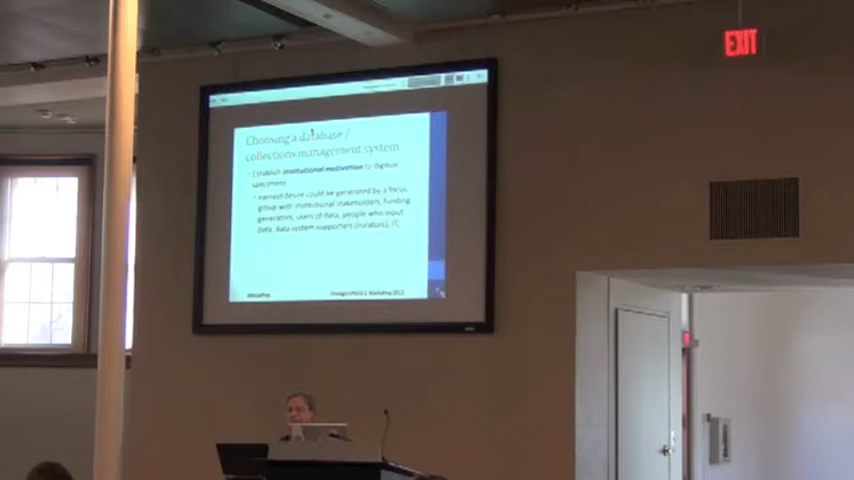 EXIT
Choosing a database /
collections management system
Establish institutional motivation to digitize
specimens
Earnest desire could be generated by a focus
group with institutional stakeholders, funding
generators, users of data, people who input
data, data system supporters (curators), IT,
Workshop 2012